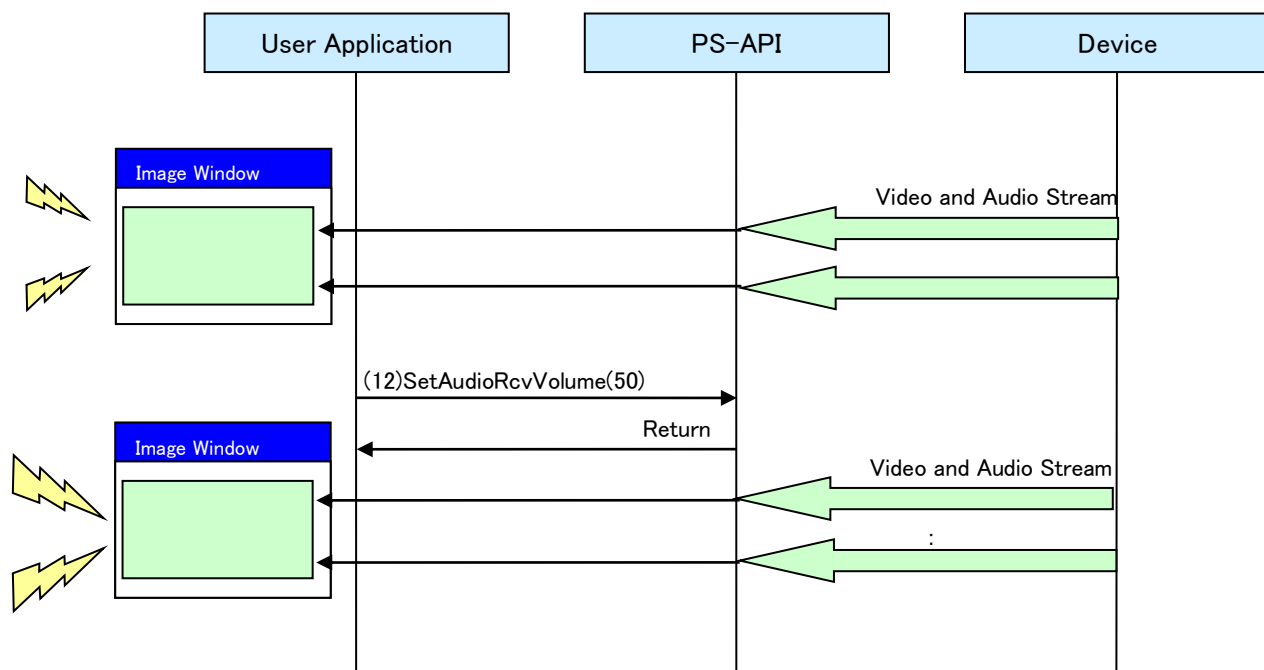 User Application
PS-API
Device
Image Window
Video and Audio Stream
(12)SetAudioRcvVolume(50)
Return
Image Window
Video and Audio Stream
: